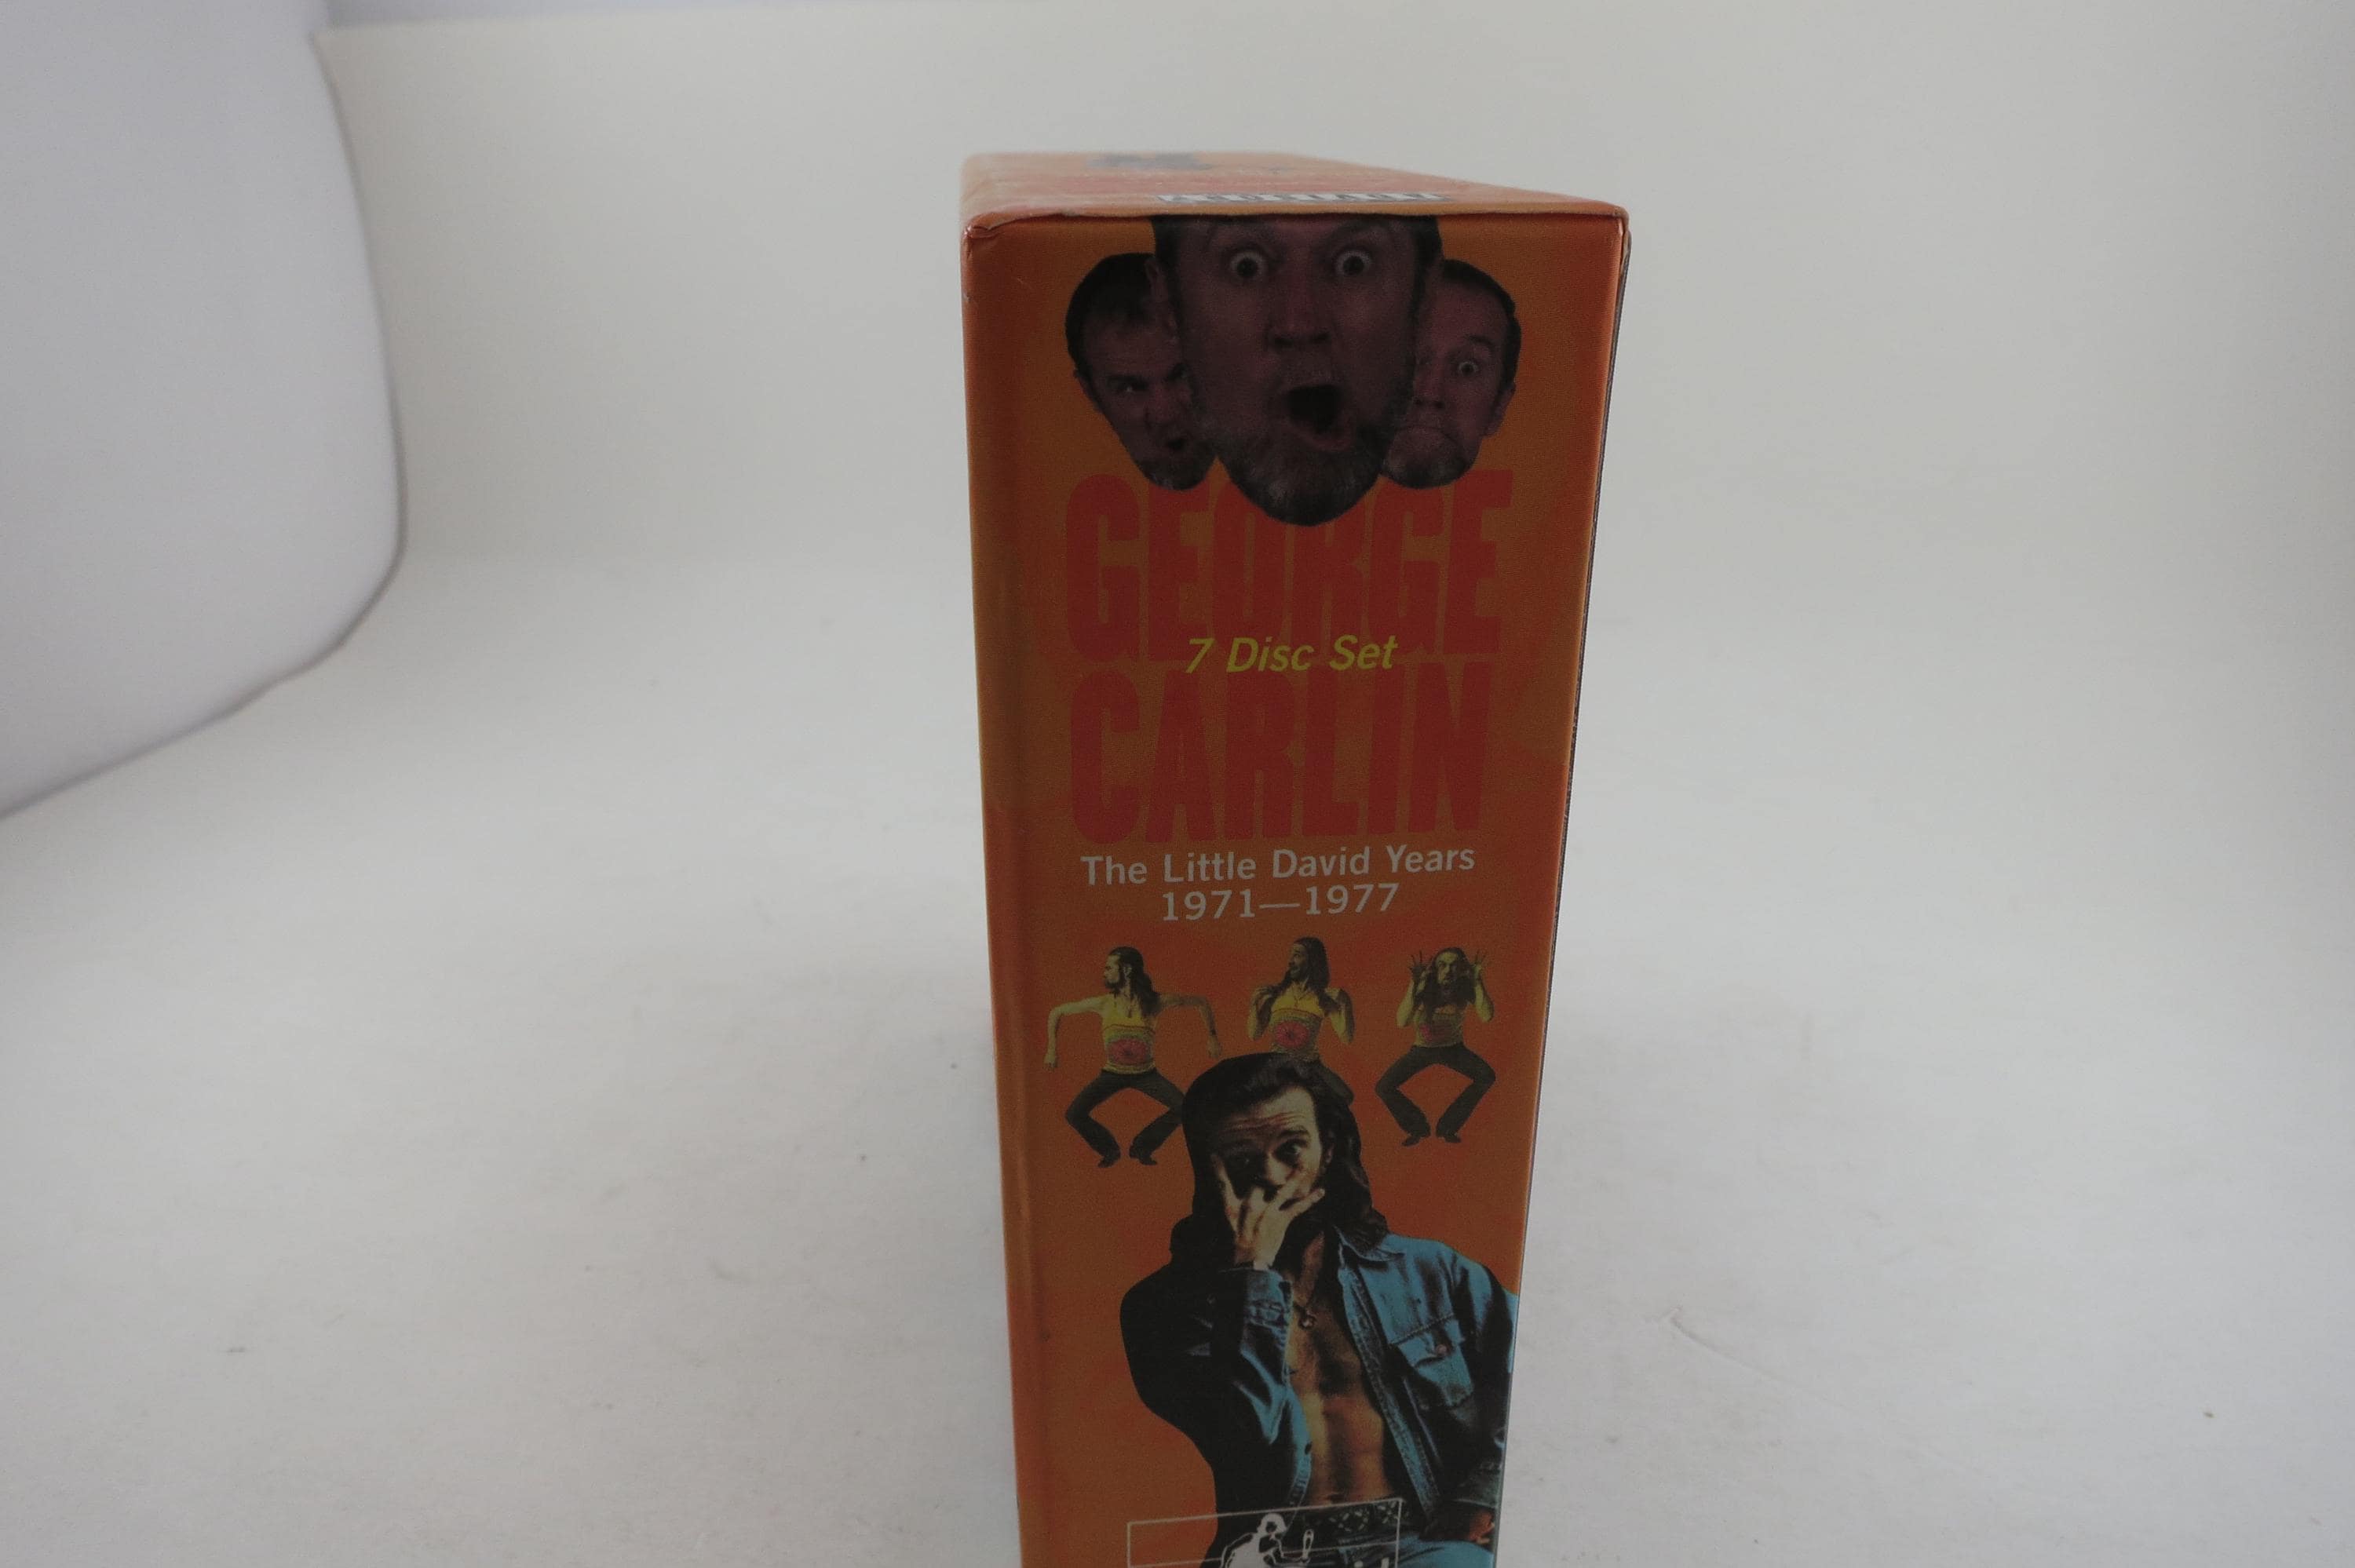 GEORGE
7 Disc Set
CARLIN
The Little David Years
1971—1977